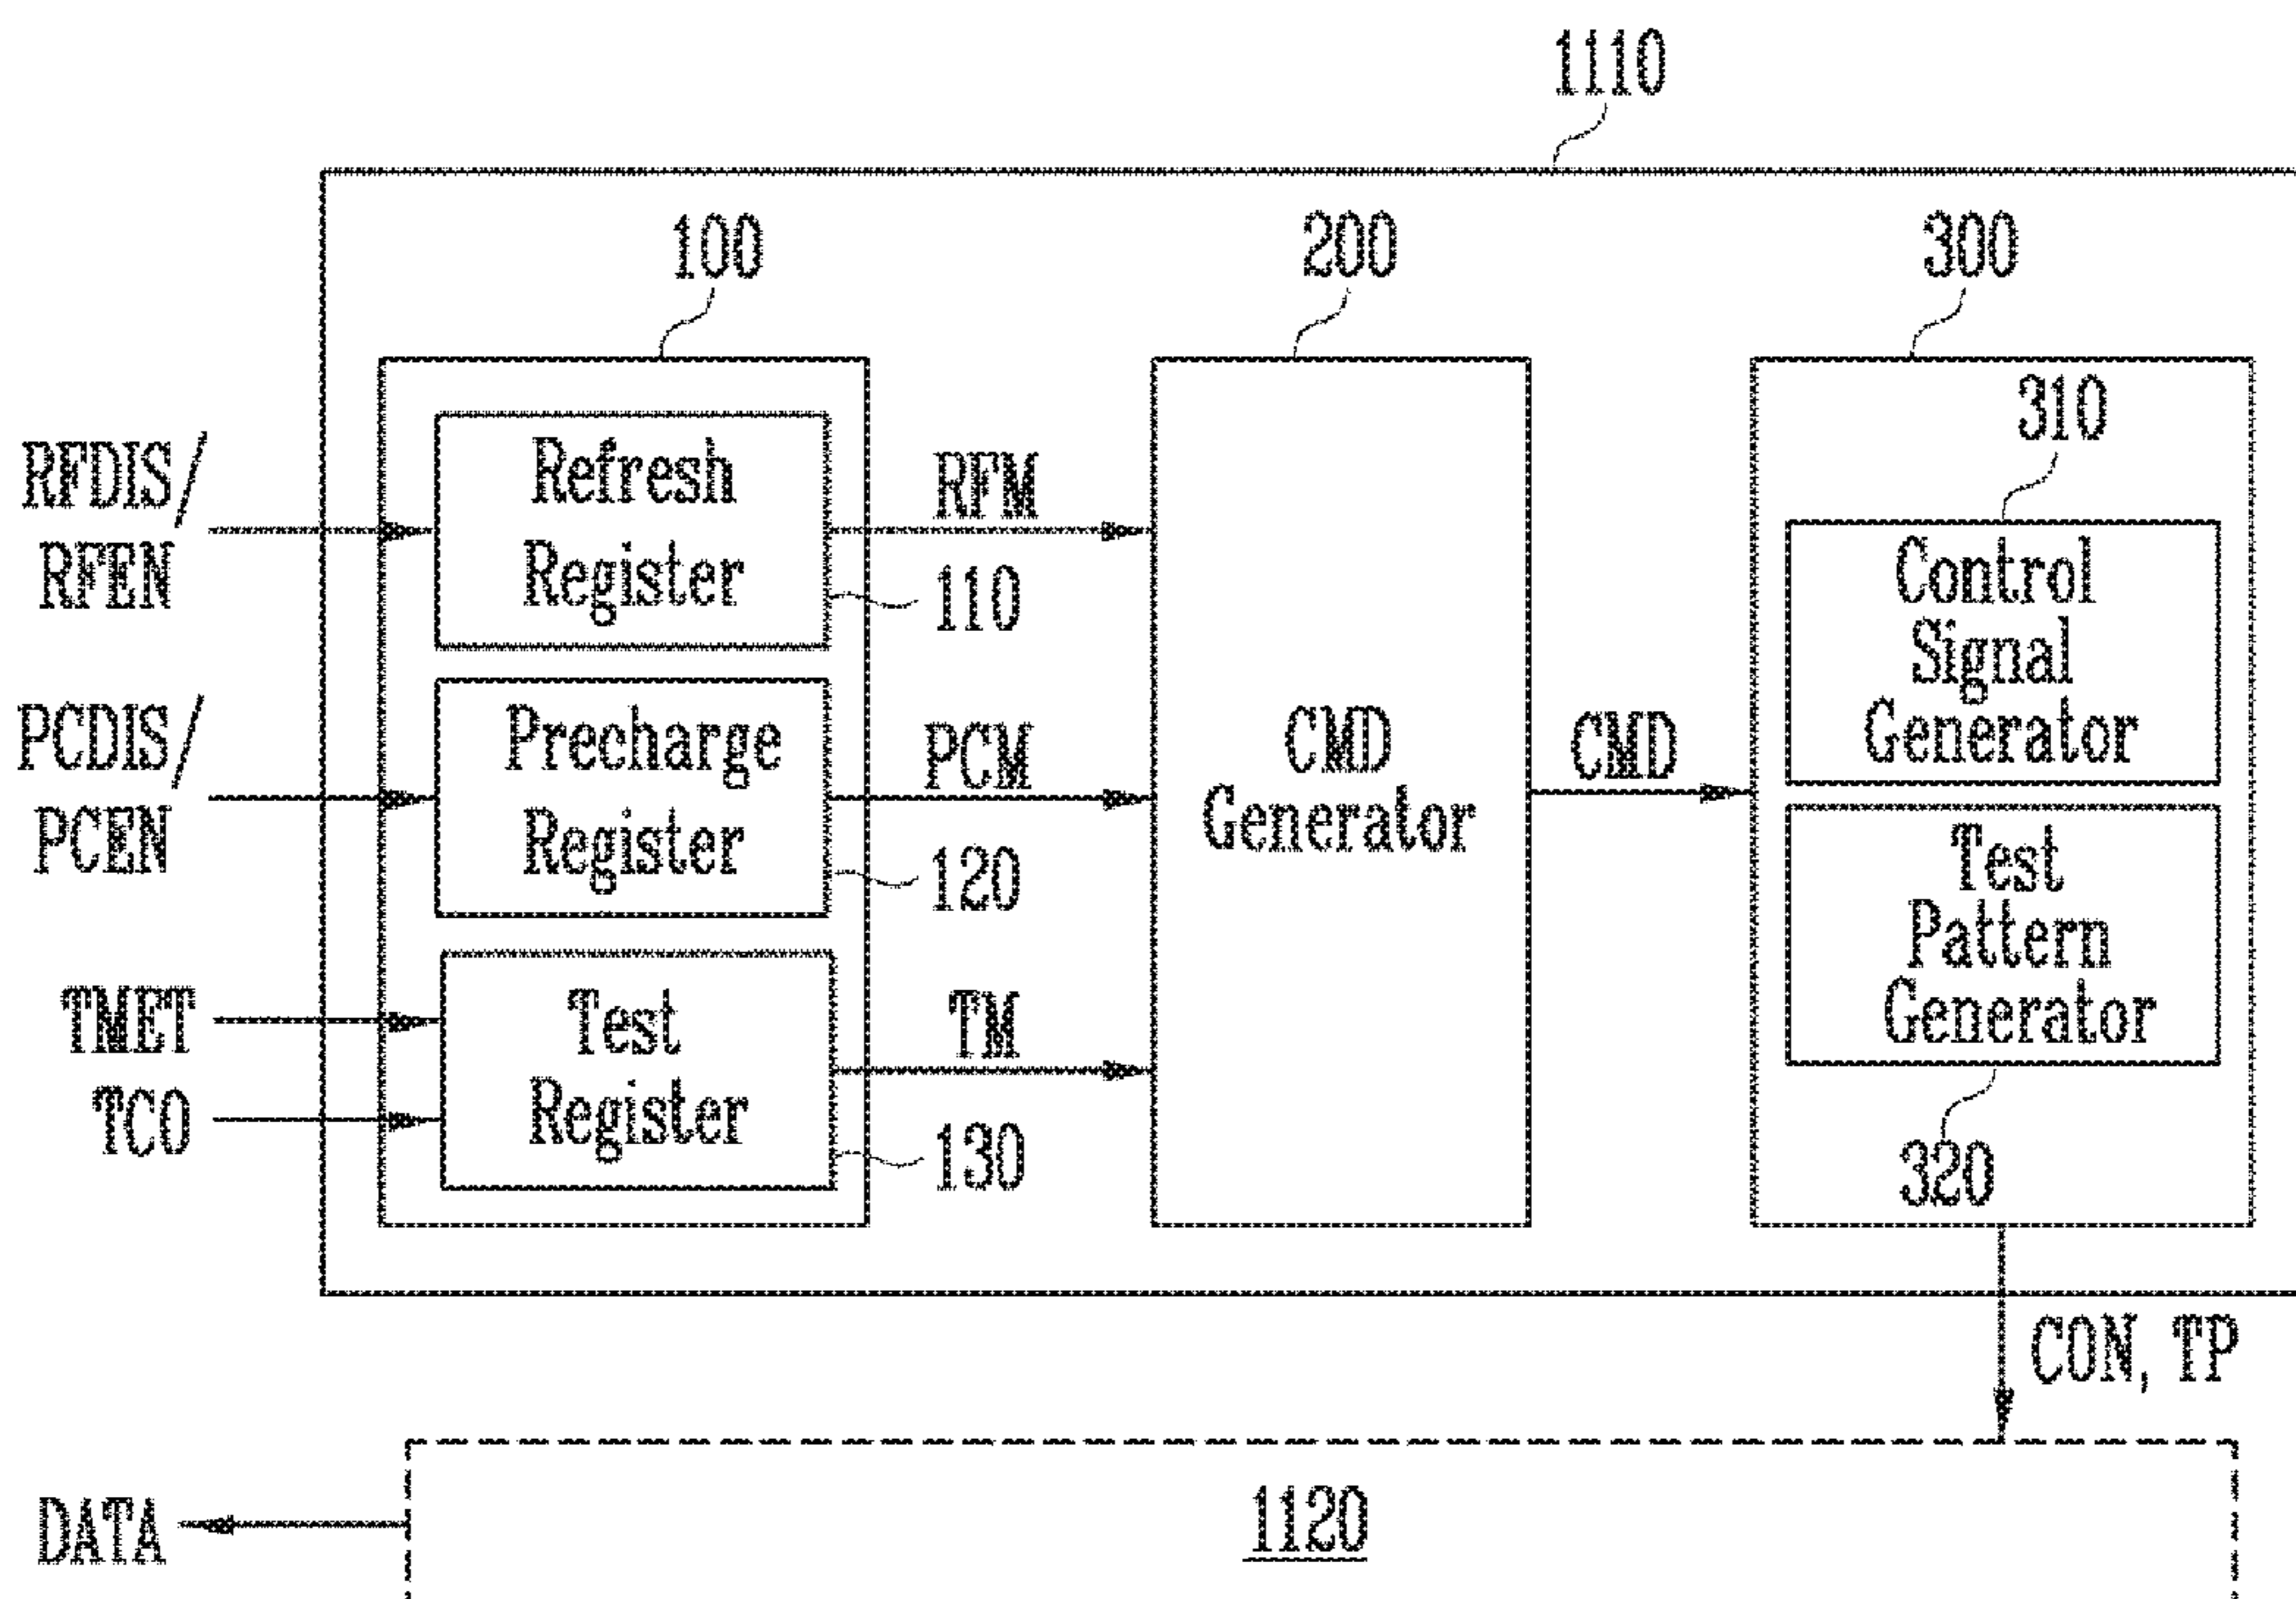 1110
100
200
300
310
RFDIS/
RFEN
Refresh
Register
RFM
110
Control
Signal
Generator
PCDIS/
PCEN
Precharge
Register
PCM
120
CMD
Generator
CMD
Test
Pattern
Generator
320
TMET
TCO
Test
Register
TM
130
CON, TP
DATA
1120